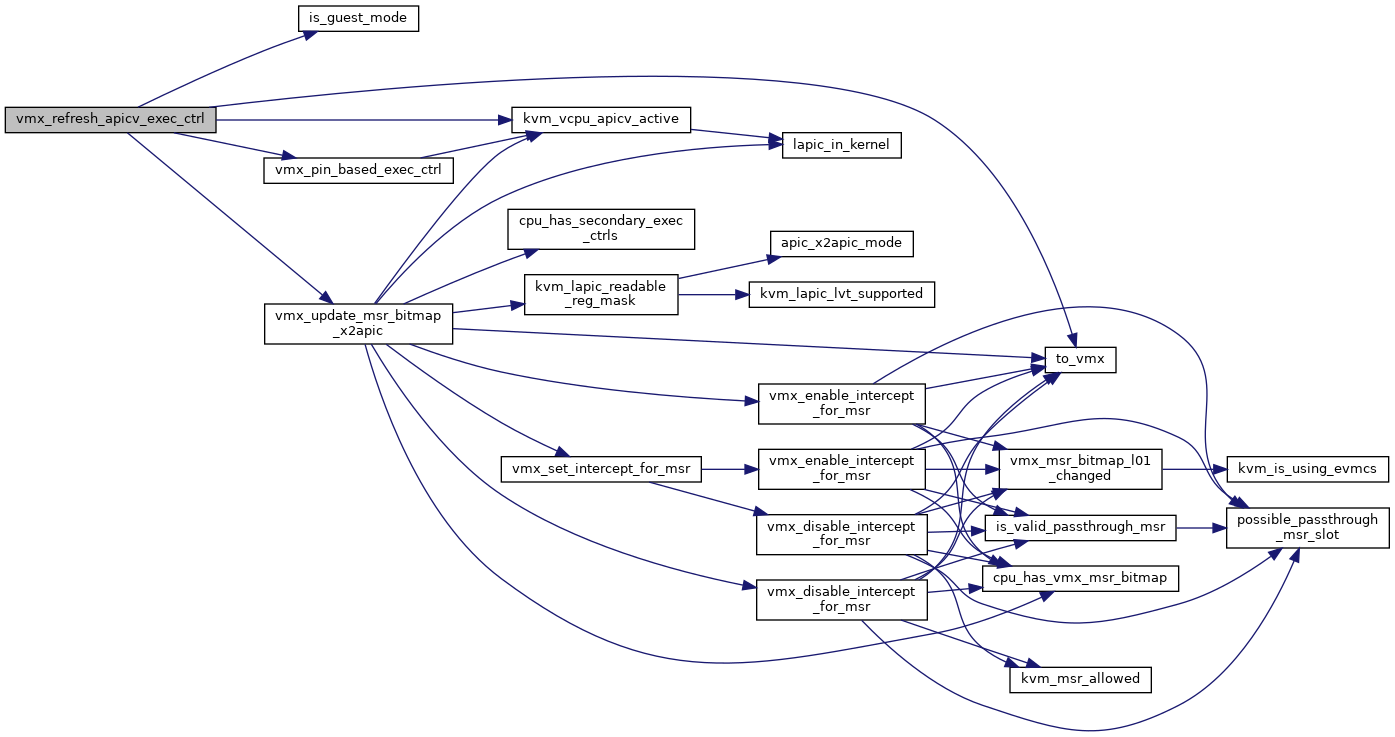 is_guest_mode
vmx_refresh_apicv_exec_ctrl
kvm_vcpu_apicv_active
lapic_in_kernel
vmx_pin_based_exec_ctrl
cpu_has_secondary_exec
_ctrls
apic_x2apic_mode
kvm_lapic_readable
_reg_mask
kvm_lapic_lvt_supported
vmx_update_msr_bitmap
_x2apic
to_vmx
vmx_enable_intercept
_for_msr
vmx_set_intercept_for_msr
vmx_enable_intercept
_for_msr
vmx_msr_bitmap_l01
_changed
kvm_is_using_evmcs
vmx_disable_intercept
_for_msr
is_valid_passthrough_msr
possible_passthrough
_msr_slot
cpu_has_vmx_msr_bitmap
vmx_disable_intercept
_for_msr
kvm_msr_allowed